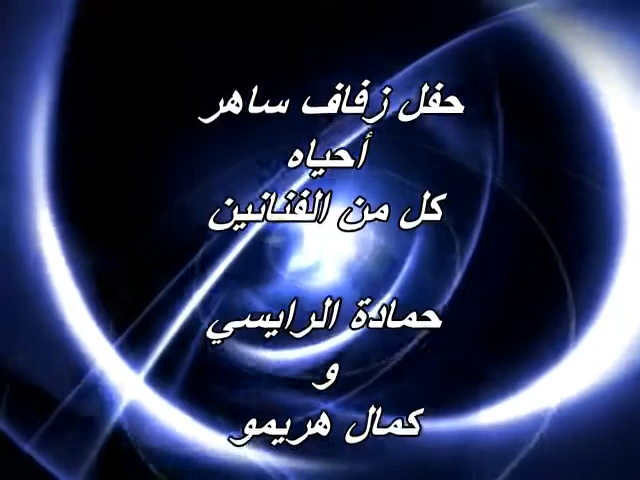 حفل زفاف ساهر
أحياه
كل من الفنانين
حمادة الرايسي
و
كمال هريمو